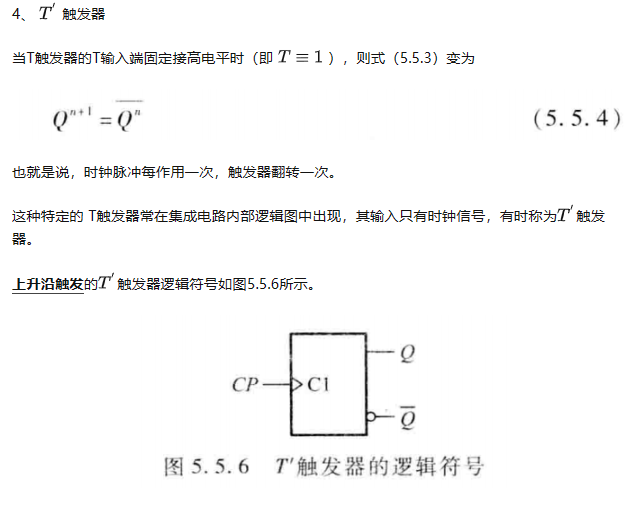 4、 T′ 触发器
当T触发器的T输入端固定接高电平时（即 T ≡ 1 ），则式（5.5.3）变为
Qⁿ⁺¹ = Q̅ⁿ̅ (5.5.4)
也就是说，时钟脉冲每作用一次，触发器翻转一次。
这种特定的 T触发器常在集成电路内部逻辑图中出现，其输入只有时钟信号，有时称为T′ 触发
器。
上升沿触发的T′ 触发器逻辑符号如图5.5.6所示。
Q
CP C1
Q̅
图 5.5.6 T′触发器的逻辑符号